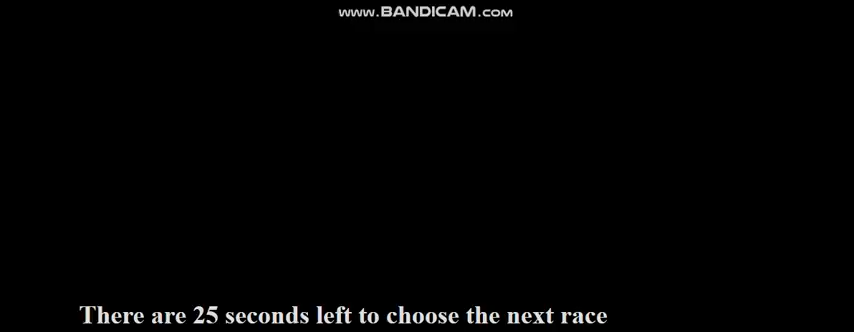 www.BANDICAM.com
There are 25 seconds left to choose the next race